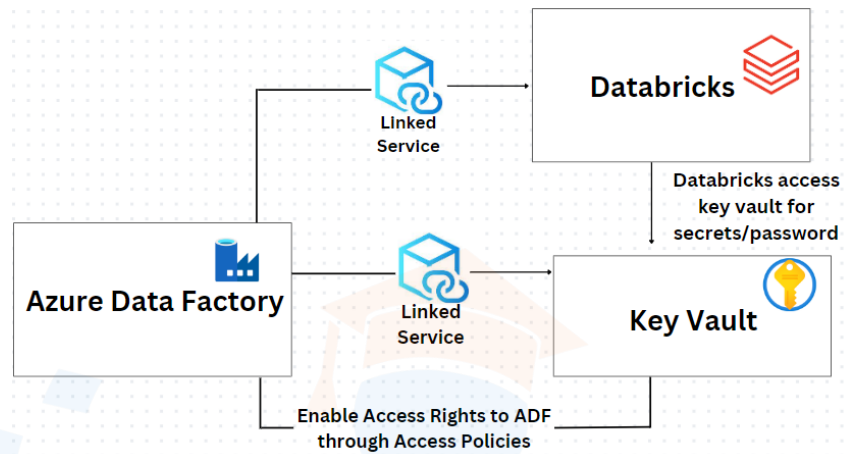 Databricks
Linked
Service
Databricks access
key vault for
secrets/password
Azure Data Factory
Linked
Service
Key Vault
Enable Access Rights to ADF
through Access Policies